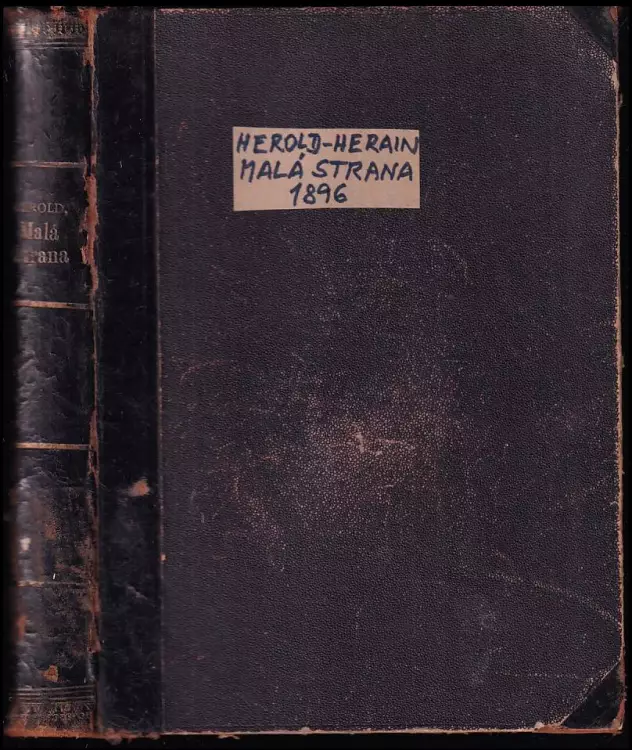 HEROLD-HERAIN
MALÁ STRANA
1896
Malá